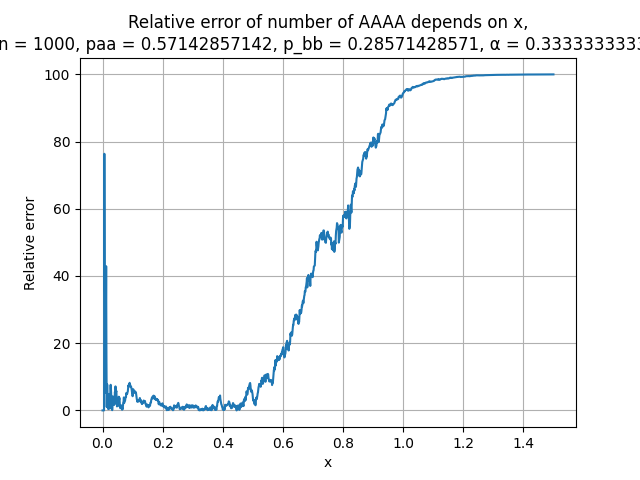 Relative error of number of AAAA depends on x,
n = 1000, paa = 0.57142857142, p_bb = 0.28571428571, α = 0.3333333333
100
80
60
40
20
0
Relative error
0.0 0.2 0.4 0.6 0.8 1.0 1.2 1.4
x